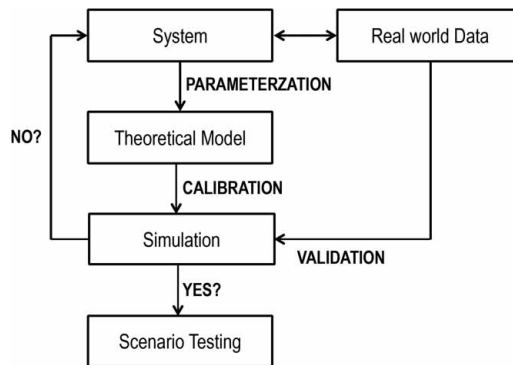 System
Real world Data
PARAMETERZATION
NO?
Theoretical Model
CALIBRATION
Simulation
VALIDATION
YES?
Scenario Testing